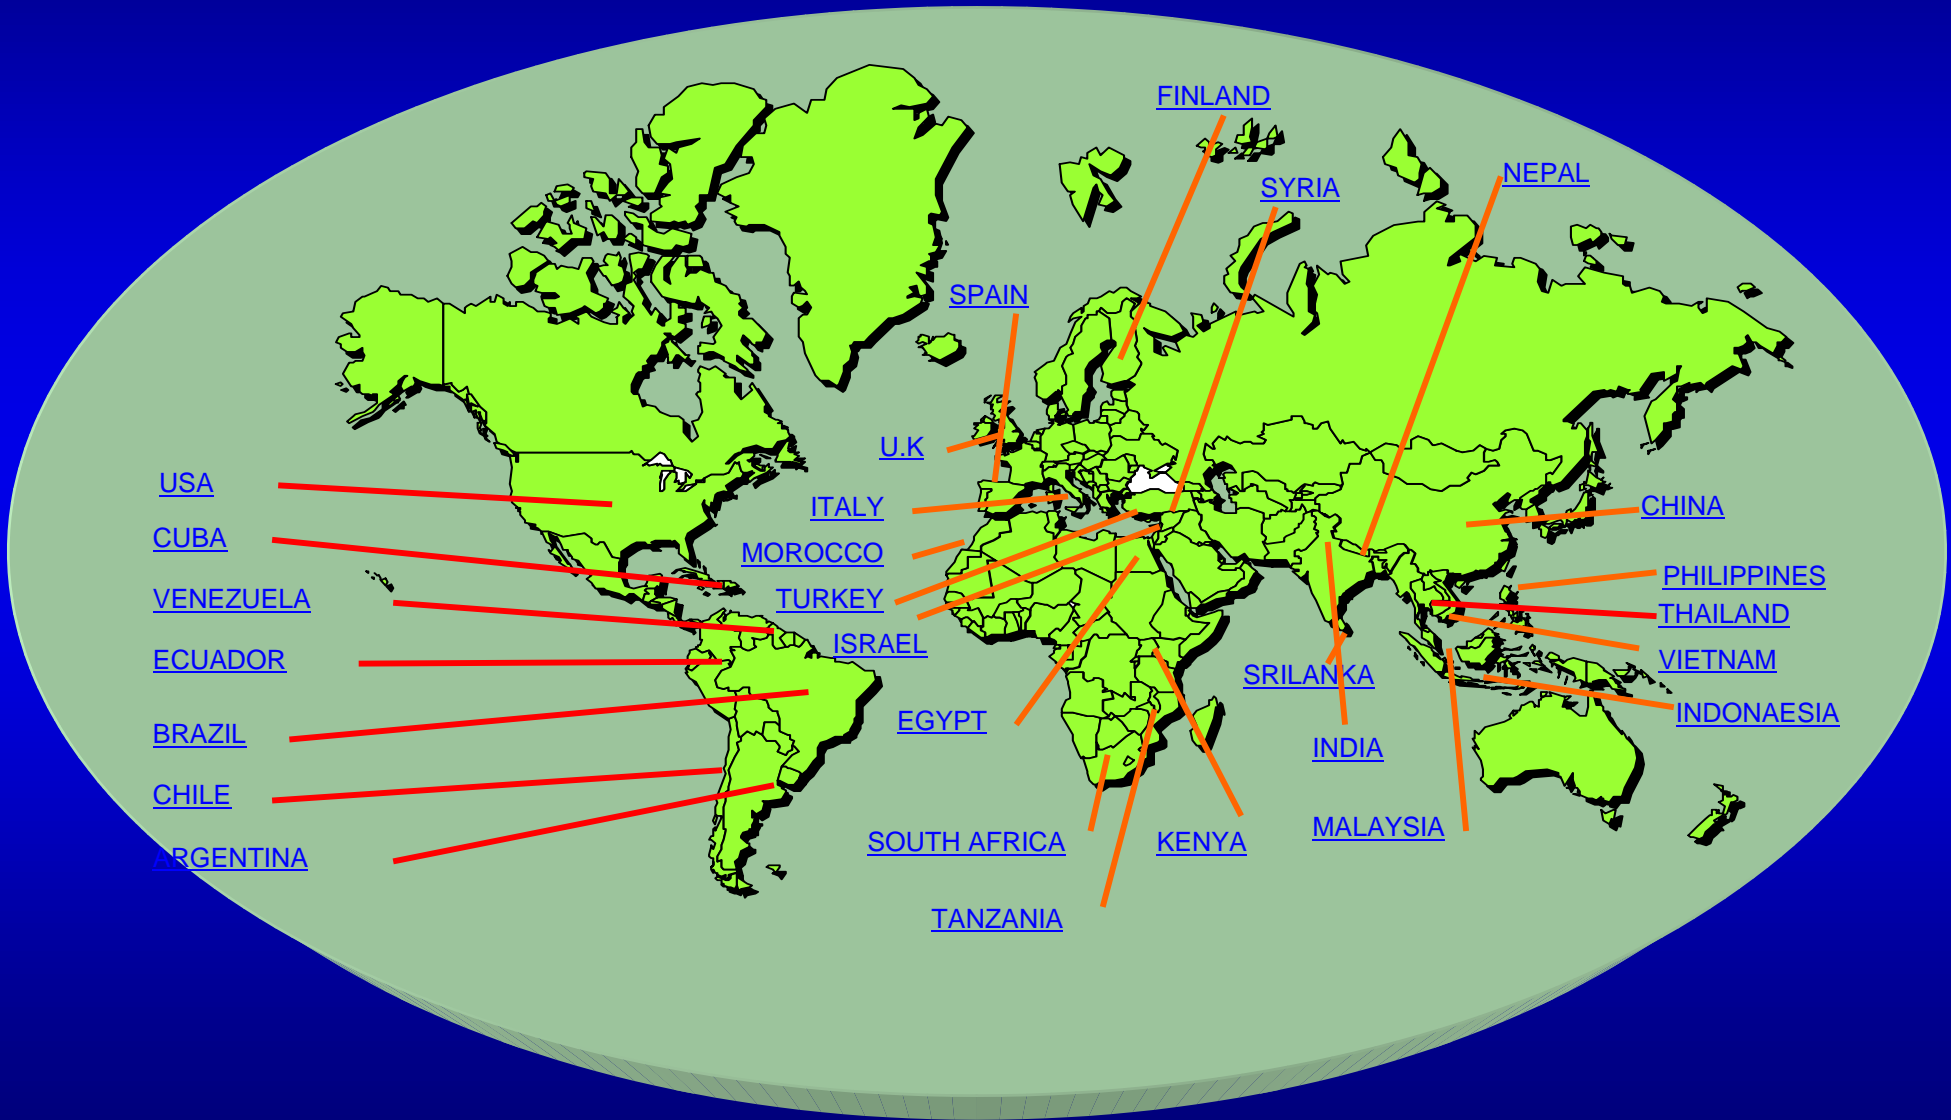 FINLAND
NEPAL
SYRIA
SPAIN
U.K
USA
ITALY
CHINA
CUBA
MOROCCO
PHILIPPINES
VENEZUELA
TURKEY
THAILAND
ISRAEL
ECUADOR
VIETNAM
SRILANKA
INDONAESIA
EGYPT
BRAZIL
INDIA
CHILE
MALAYSIA
SOUTH AFRICA
KENYA
ARGENTINA
TANZANIA